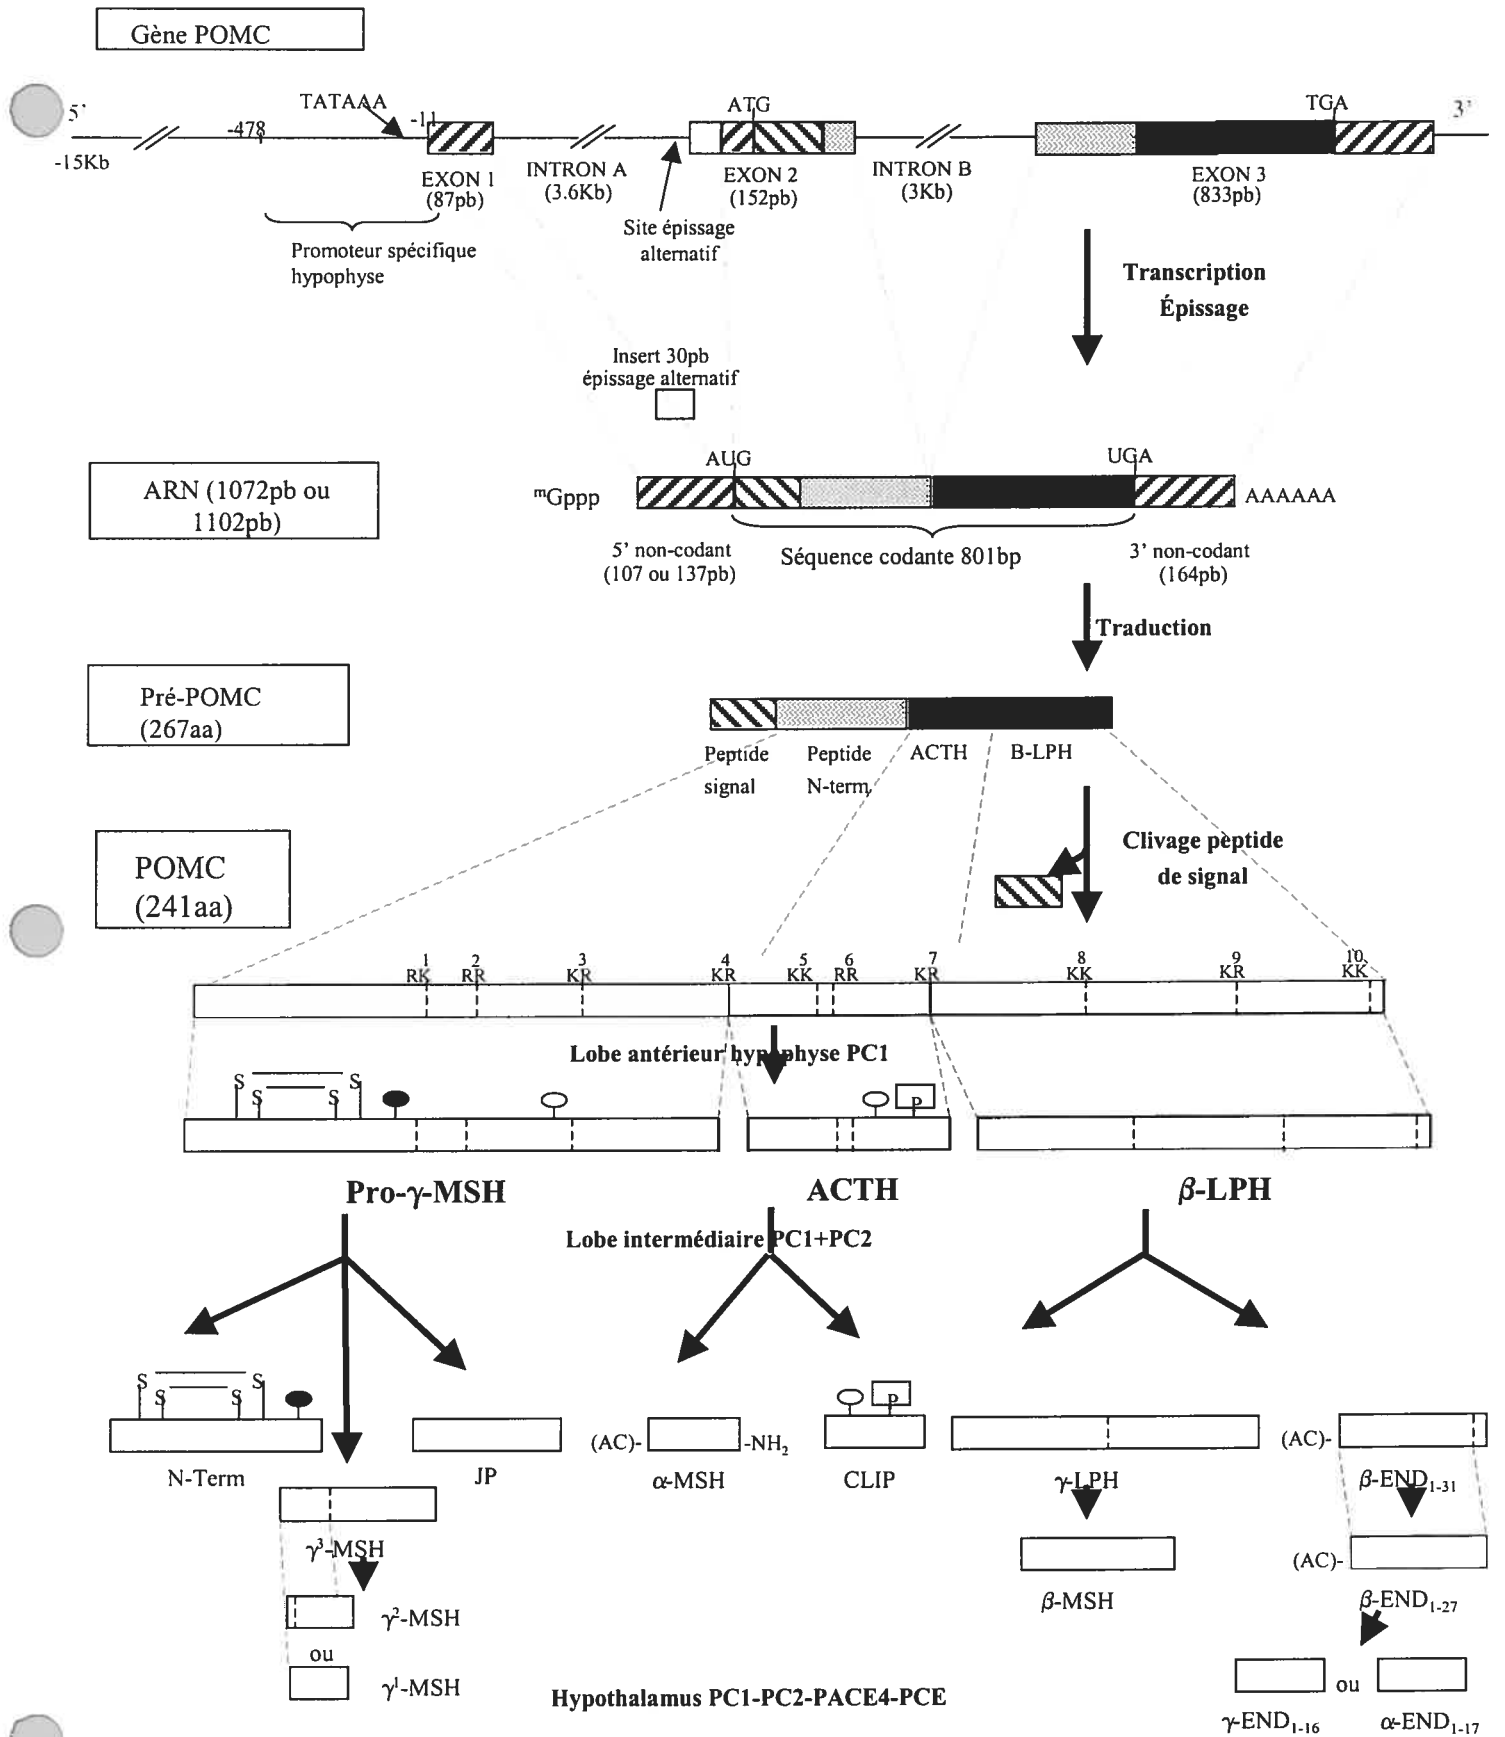 Gène POMC
5'
TATAAA
-11
ATG
TGA
3'
-478
-15Kb
EXON 1
(87pb)
INTRON A
(3.6Kb)
EXON 2
(152pb)
INTRON B
(3Kb)
EXON 3
(833pb)
Site épissage
alternatif
Promoteur spécifique
hypophyse
Transcription
Épissage
Insert 30pb
épissage alternatif
AUG
UGA
ARN (1072pb ou
1102pb)
mGppp
AAAAAA
5' non-codant
(107 ou 137pb)
Séquence codante 801bp
3' non-codant
(164pb)
Traduction
Pré-POMC
(267aa)
Peptide
signal
Peptide
N-term
ACTH
B-LPH
POMC
(241aa)
Clivage peptide
de signal
1 2 3 4 5 6 7 8 9 10
RK RR KR KR KK RR KR KK KR KK
Lobe antérieur hypophyse PC1
S S S S
P
Pro-γ-MSH
ACTH
β-LPH
Lobe intermédiaire PC1+PC2
S S S S
P
(AC)-
-NH2
(AC)-
N-Term
JP
α-MSH
CLIP
γ-LPH
β-END1-31
γ3-MSH
(AC)-
γ2-MSH
β-MSH
β-END1-27
ou
γ1-MSH
Hypothalamus PC1-PC2-PACE4-PCE
ou
γ-END1-16
α-END1-17